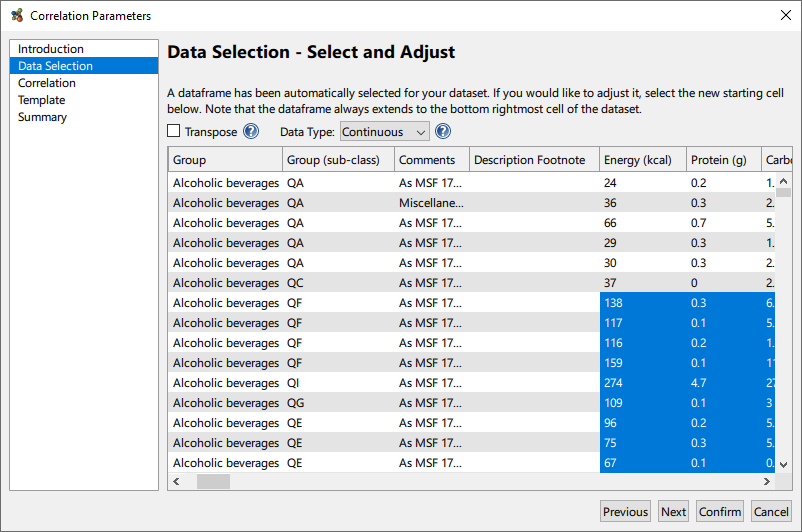 Correlation Parameters
Introduction
Data Selection
Correlation
Template
Summary
Data Selection - Select and Adjust
A dataframe has been automatically selected for your dataset. If you would like to adjust it, select the new starting cell
below. Note that the dataframe always extends to the bottom rightmost cell of the dataset.
Transpose ? Data Type: Continuous ?
Group Group (sub-class) Comments Description Footnote Energy (kcal) Protein (g) Carbo
Alcoholic beverages QA As MSF 17... 24 0.2 1.
Alcoholic beverages QA Miscellane... 36 0.3 2.
Alcoholic beverages QA As MSF 17... 66 0.7 5.
Alcoholic beverages QA As MSF 17... 29 0.3 1.
Alcoholic beverages QA As MSF 17... 30 0.3 2.
Alcoholic beverages QC As MSF 17... 37 0 2.
Alcoholic beverages QF As MSF 17... 138 0.3 6.
Alcoholic beverages QF As MSF 17... 117 0.1 5.
Alcoholic beverages QF As MSF 17... 116 0.2 1.
Alcoholic beverages QF As MSF 17... 159 0.1 11
Alcoholic beverages QI As MSF 17... 274 4.7 27
Alcoholic beverages QG As MSF 17... 109 0.1 3
Alcoholic beverages QE As MSF 17... 96 0.2 5.
Alcoholic beverages QE As MSF 17... 75 0.3 5.
Alcoholic beverages QE As MSF 17... 67 0.1 0.
Previous Next Confirm Cancel